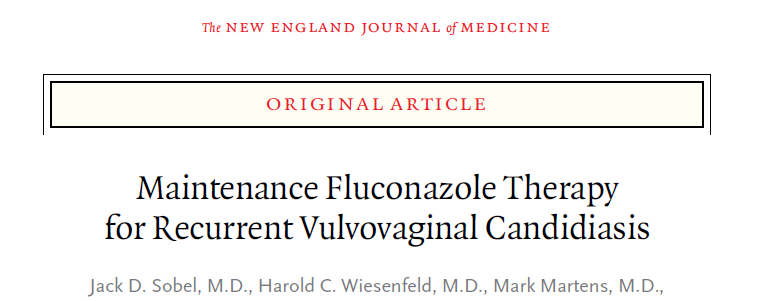 The NEW ENGLAND JOURNAL of MEDICINE
ORIGINAL ARTICLE
Maintenance Fluconazole Therapy
for Recurrent Vulvovaginal Candidiasis
Jack D. Sobel, M.D., Harold C. Wiesenfeld, M.D., Mark Martens, M.D.,